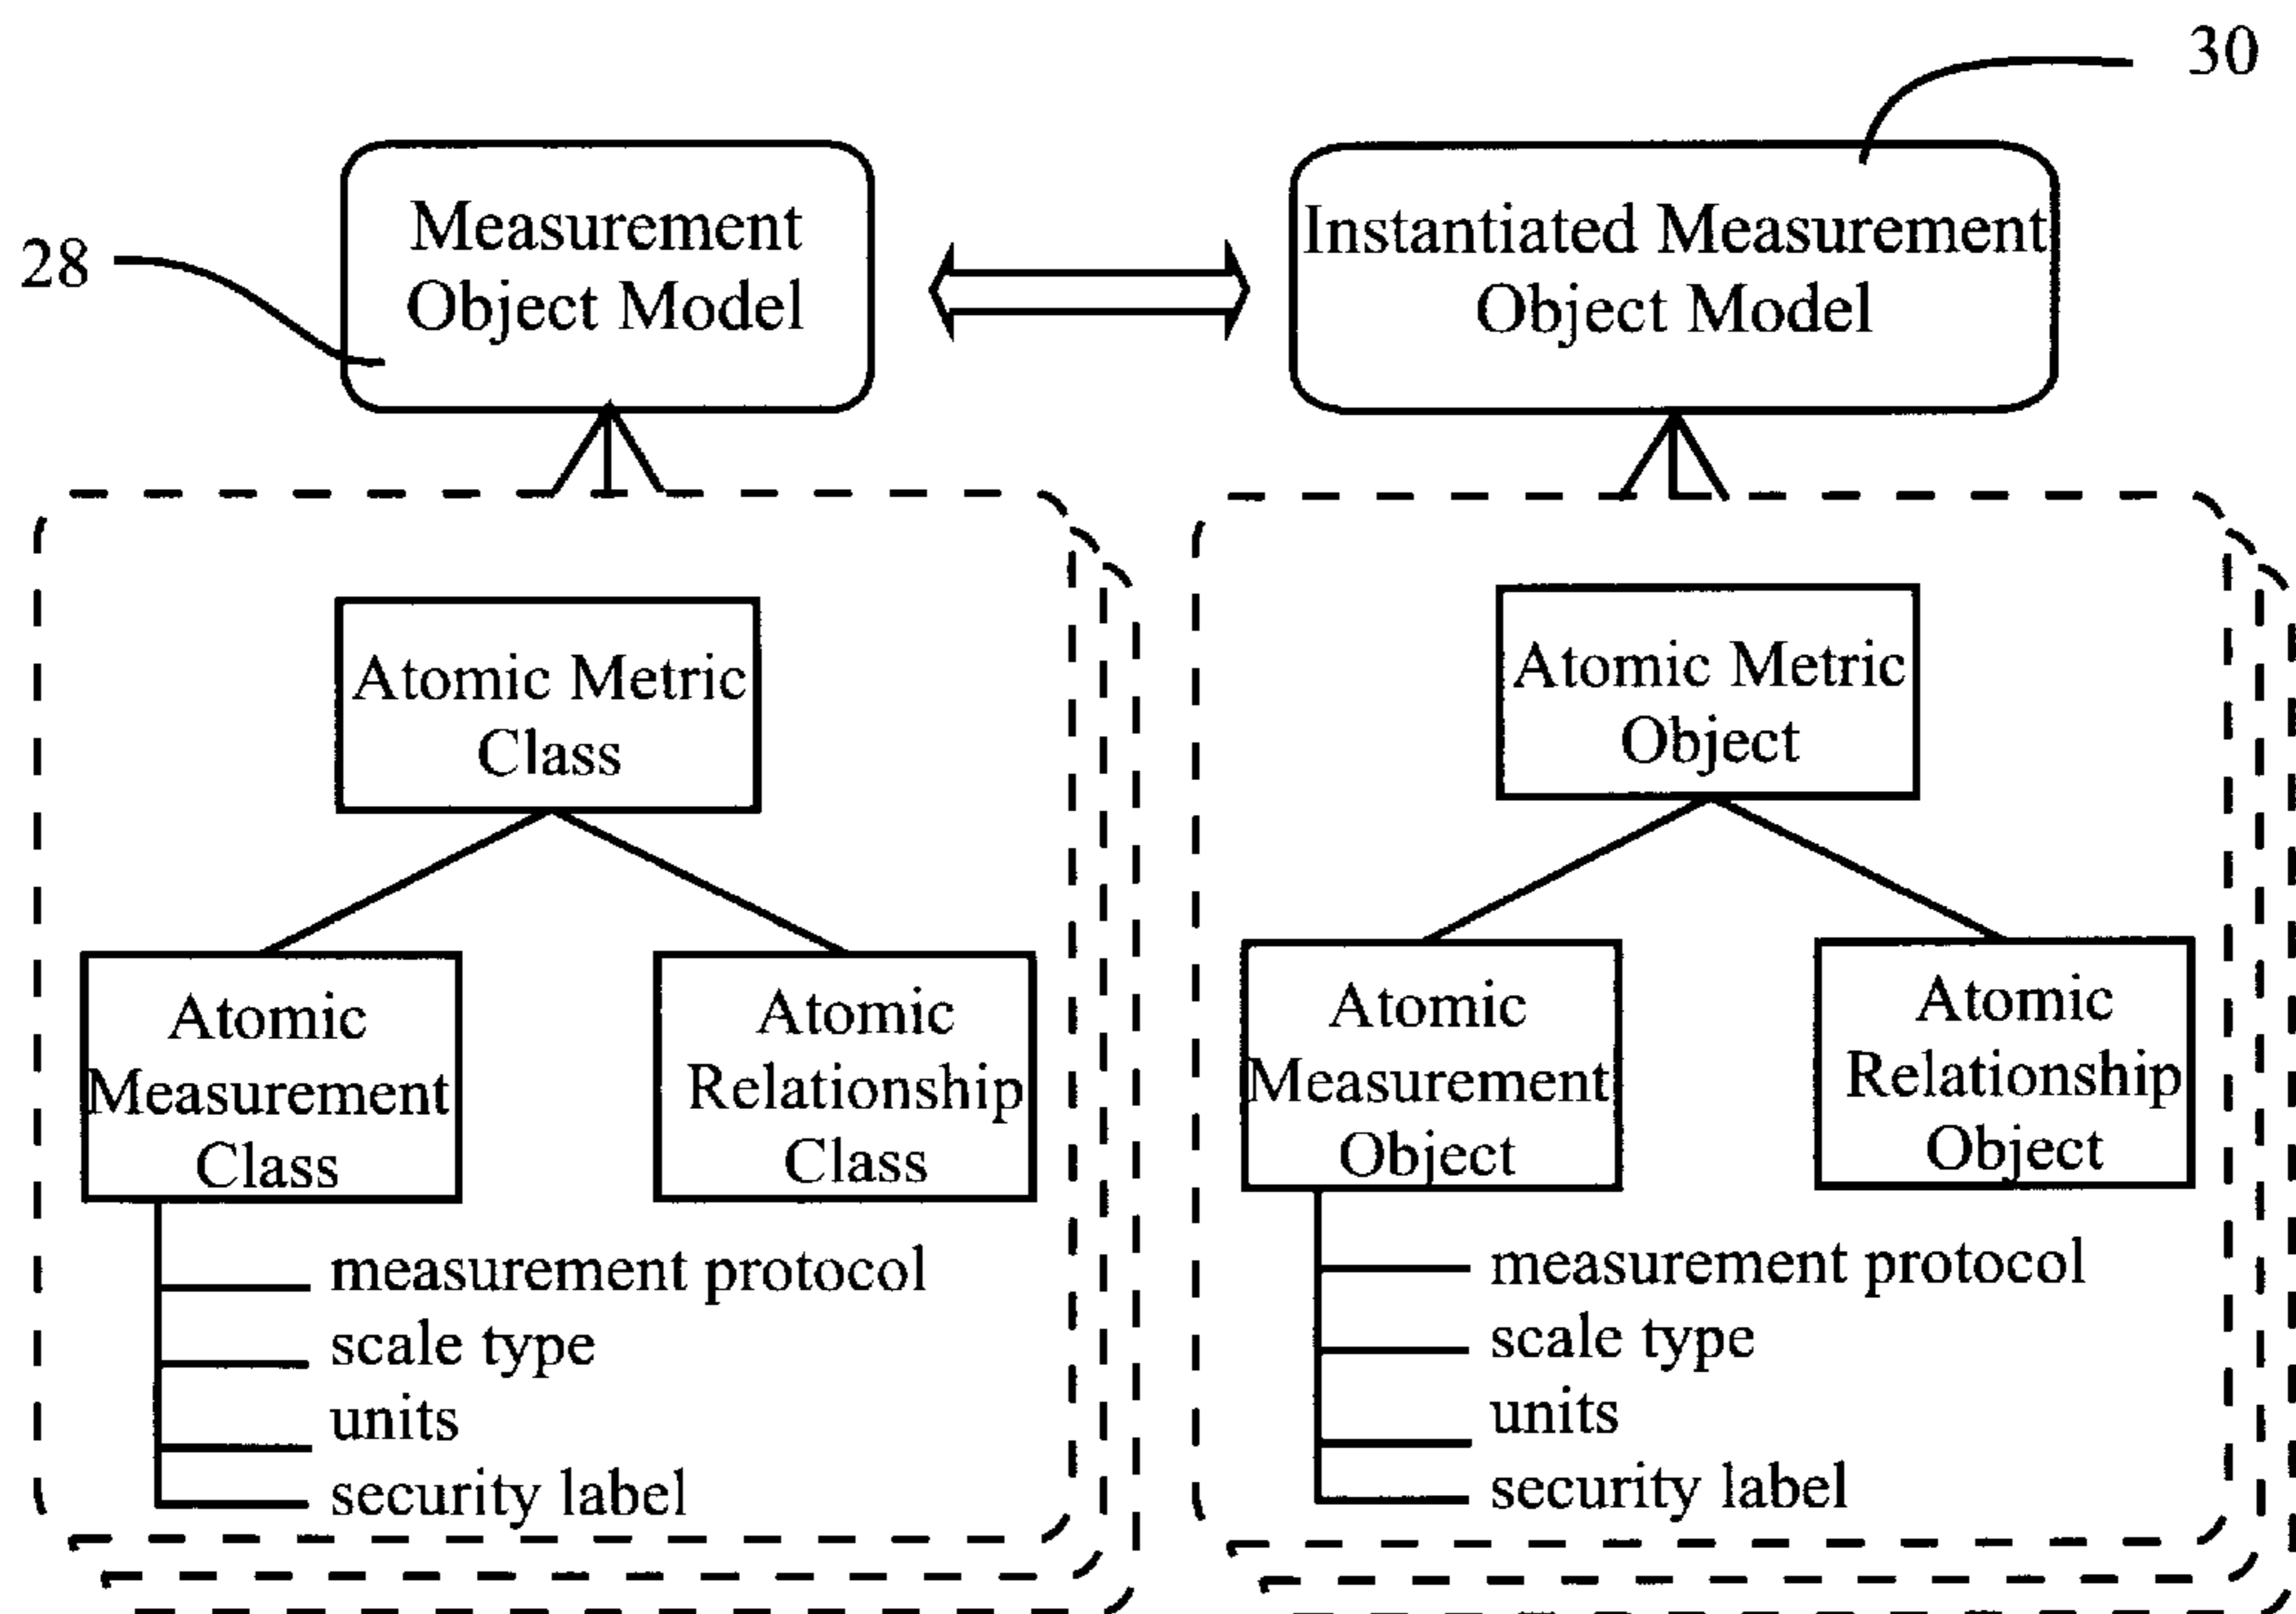 30
28
Measurement
Object Model
Instantiated Measurement
Object Model
Atomic Metric
Class
Atomic
Measurement
Class
Atomic
Relationship
Class
measurement protocol
scale type
units
security label
Atomic Metric
Object
Atomic
Measurement
Object
Atomic
Relationship
Object
measurement protocol
scale type
units
security label